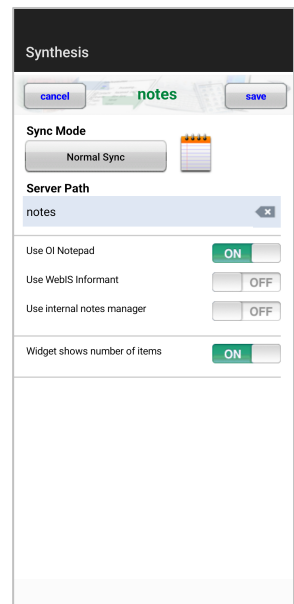 Synthesis
cancel notes save
Sync Mode
Normal Sync
Server Path
notes
Use OI Notepad ON
Use WebIS Informant OFF
Use internal notes manager OFF
Widget shows number of items ON